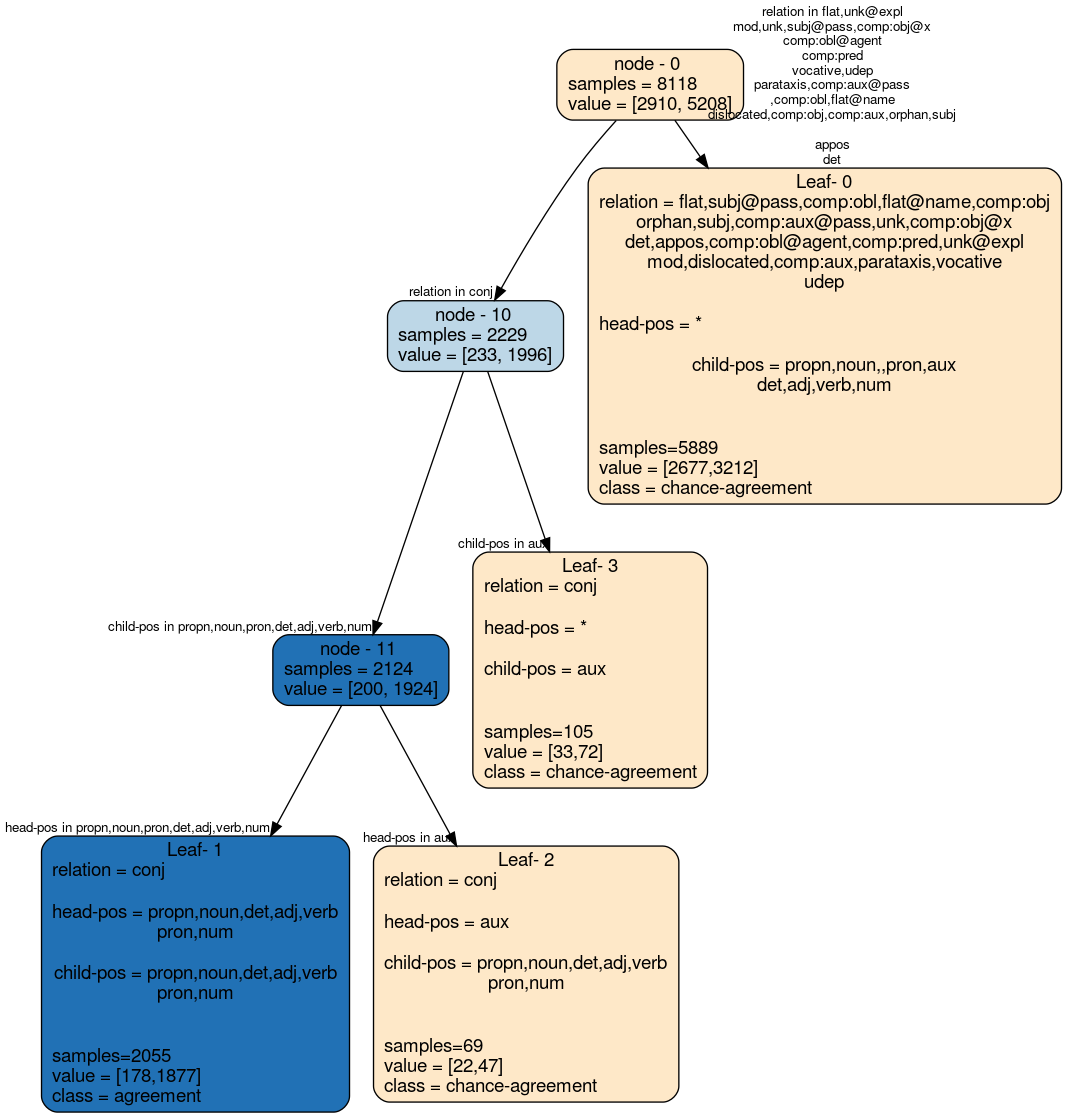 relation in flat,unk@expl
mod,unk,subj@pass,comp:obj@x
comp:obl@agent
comp:pred
vocative,udep
parataxis,comp:aux@pass
,comp:obl,flat@name
dislocated,comp:obj,comp:aux,orphan,subj
appos
det
node - 0
samples = 8118
value = [2910, 5208]
Leaf- 0
relation = flat,subj@pass,comp:obl,flat@name,comp:obj
orphan,subj,comp:aux@pass,unk,comp:obj@x
det,appos,comp:obl@agent,comp:pred,unk@expl
mod,dislocated,comp:aux,parataxis,vocative
udep
head-pos = *
child-pos = propn,noun,,pron,aux
det,adj,verb,num
samples=5889
value = [2677,3212]
class = chance-agreement
relation in conj
node - 10
samples = 2229
value = [233, 1996]
child-pos in aux
Leaf- 3
relation = conj
head-pos = *
child-pos = aux
samples=105
value = [33,72]
class = chance-agreement
child-pos in propn,noun,pron,det,adj,verb,num
node - 11
samples = 2124
value = [200, 1924]
head-pos in propn,noun,pron,det,adj,verb,num
Leaf- 1
relation = conj
head-pos = propn,noun,det,adj,verb
pron,num
child-pos = propn,noun,det,adj,verb
pron,num
samples=2055
value = [178,1877]
class = agreement
head-pos in aux
Leaf- 2
relation = conj
head-pos = aux
child-pos = propn,noun,det,adj,verb
pron,num
samples=69
value = [22,47]
class = chance-agreement